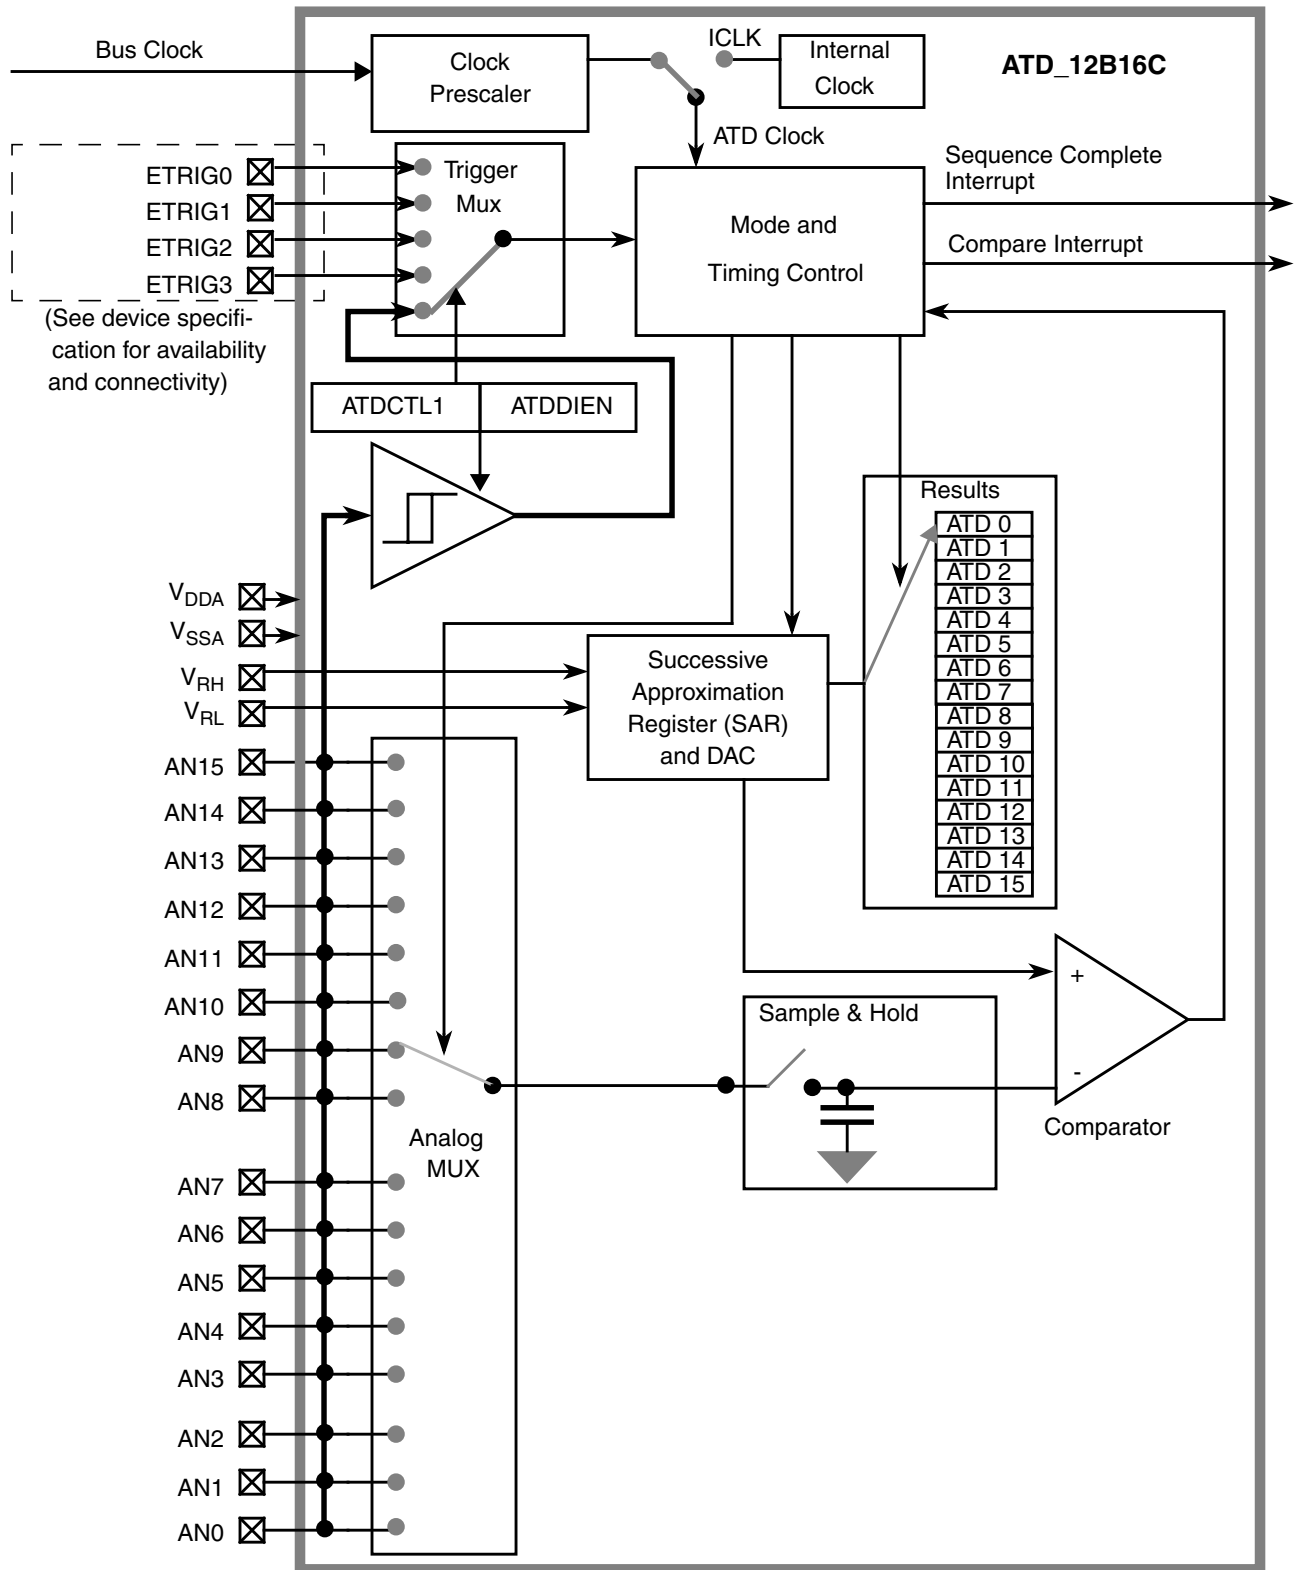 Bus Clock
Clock
Prescaler
ICLK
Internal
Clock
ATD_12B16C
ATD Clock
ETRIG0
ETRIG1
ETRIG2
ETRIG3
(See device specifi-
cation for availability
and connectivity)
Trigger
Mux
Mode and
Timing Control
Sequence Complete
Interrupt
Compare Interrupt
ATDCTL1
ATDDIEN
Results
ATD 0
ATD 1
ATD 2
ATD 3
ATD 4
ATD 5
ATD 6
ATD 7
ATD 8
ATD 9
ATD 10
ATD 11
ATD 12
ATD 13
ATD 14
ATD 15
VDDA
VSSA
VRH
VRL
Successive
Approximation
Register (SAR)
and DAC
AN15
AN14
AN13
AN12
AN11
AN10
AN9
AN8
AN7
AN6
AN5
AN4
AN3
AN2
AN1
AN0
Analog
MUX
Sample & Hold
+
-
Comparator